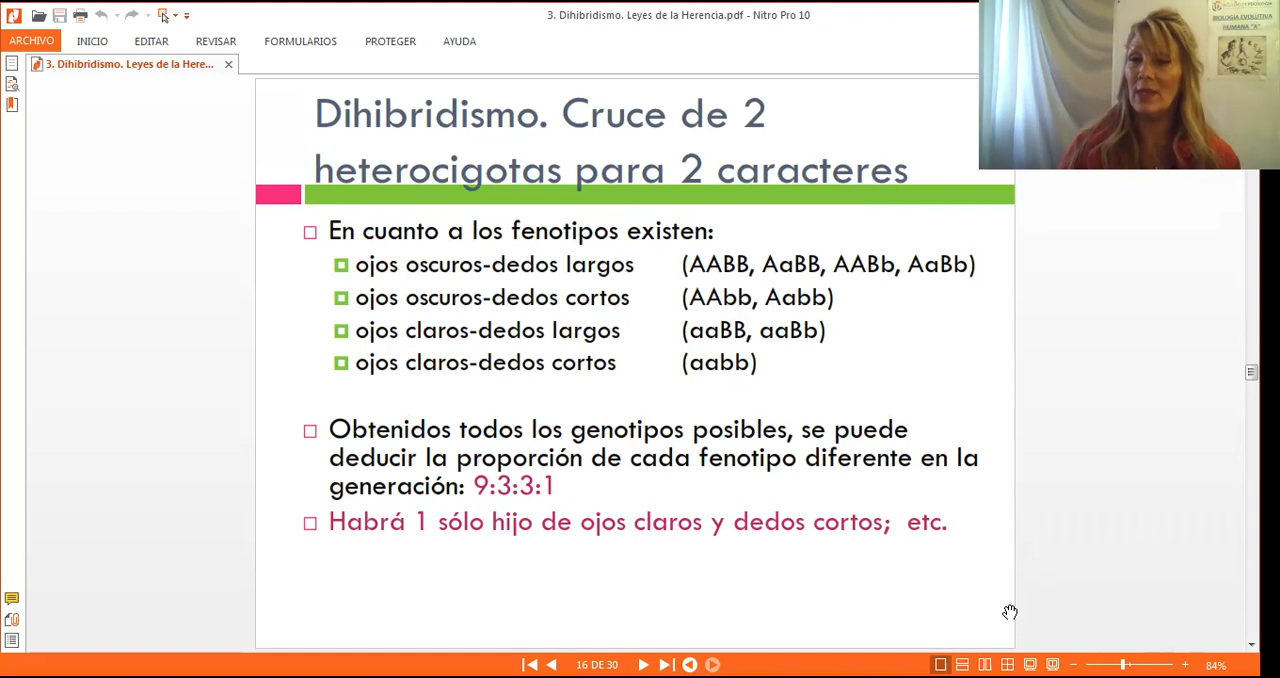 3. Dihibridismo. Leyes de la Herencia.pdf - Nitro Pro 10
ARCHIVO INICIO EDITAR REVISAR FORMULARIOS PROTEGER AYUDA
3. Dihibridismo. Leyes de la Here...
BIOLOGÍA EVOLUTIVA
HUMANA "A"
Dihibridismo. Cruce de 2
heterocigotas para 2 caracteres
En cuanto a los fenotipos existen:
ojos oscuros-dedos largos (AABB, AaBB, AABb, AaBb)
ojos oscuros-dedos cortos (AAbb, Aabb)
ojos claros-dedos largos (aaBB, aaBb)
ojos claros-dedos cortos (aabb)
Obtenidos todos los genotipos posibles, se puede
deducir la proporción de cada fenotipo diferente en la
generación: 9:3:3:1
Habrá 1 sólo hijo de ojos claros y dedos cortos; etc.
16 DE 30
84%